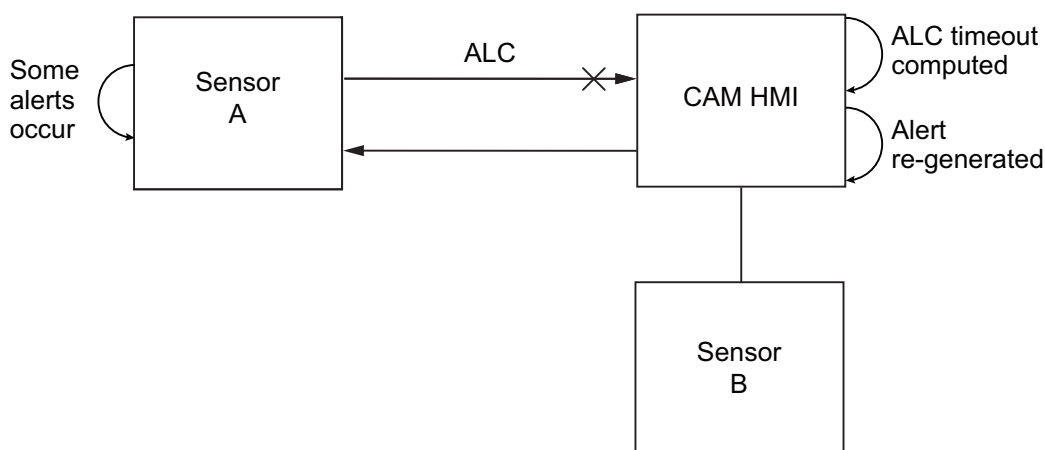 Some
alerts
occur
Sensor
A
ALC
CAM HMI
ALC timeout
computed
Alert
re-generated
Sensor
B